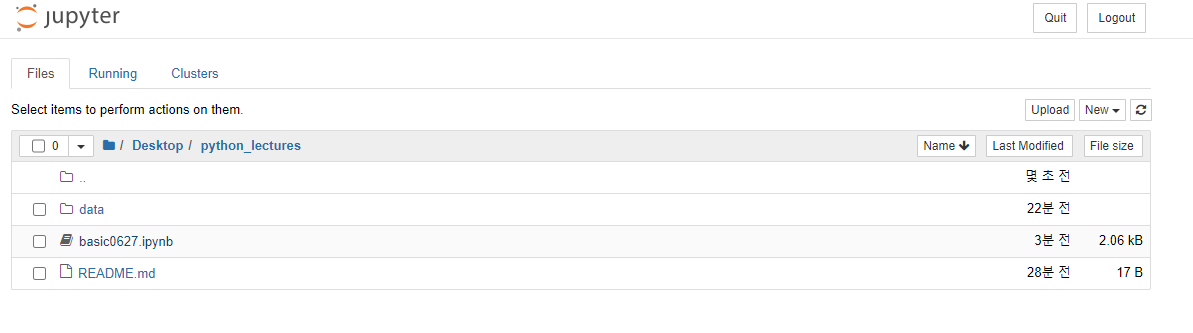 jupyter Quit Logout
Files Running Clusters
Select items to perform actions on them. Upload New
0 / Desktop / python_lectures Name Last Modified File size
.. 몇 초 전
data 22분 전
basic0627.ipynb 3분 전 2.06 kB
README.md 28분 전 17 B